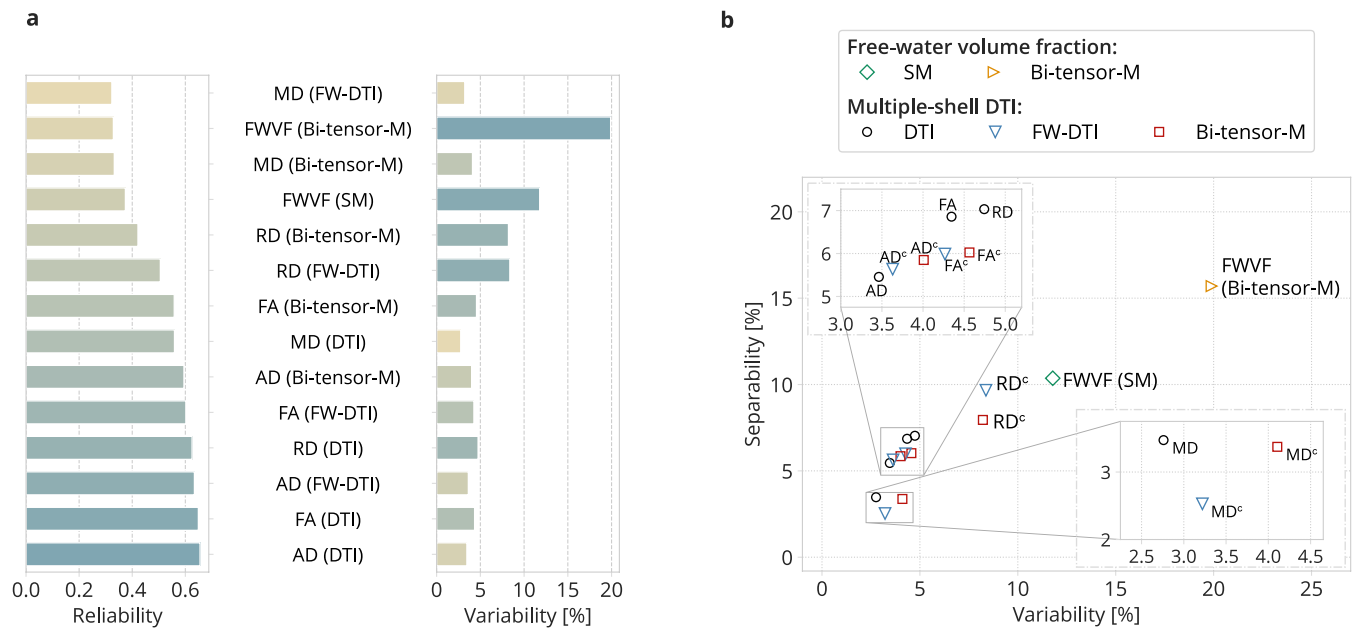 a
MD (FW-DTI)
FWVF (Bi-tensor-M)
MD (Bi-tensor-M)
FWVF (SM)
RD (Bi-tensor-M)
RD (FW-DTI)
FA (Bi-tensor-M)
MD (DTI)
AD (Bi-tensor-M)
FA (FW-DTI)
RD (DTI)
AD (FW-DTI)
FA (DTI)
AD (DTI)
0.0 0.2 0.4 0.6
Reliability
0 5 10 15 20
Variability [%]
b
Free-water volume fraction:
SM Bi-tensor-M
Multiple-shell DTI:
DTI FW-DTI Bi-tensor-M
Separability [%]
20
15
10
5
0
7
6
5
FA RD
ADᶜ ADᶜ
FAᶜ FAᶜ
AD
3.0 3.5 4.0 4.5 5.0
FWVF
(Bi-tensor-M)
RDᶜ FWVF (SM)
RDᶜ
3
2
MD MDᶜ
MDᶜ
2.5 3.0 3.5 4.0 4.5
0 5 10 15 20 25
Variability [%]